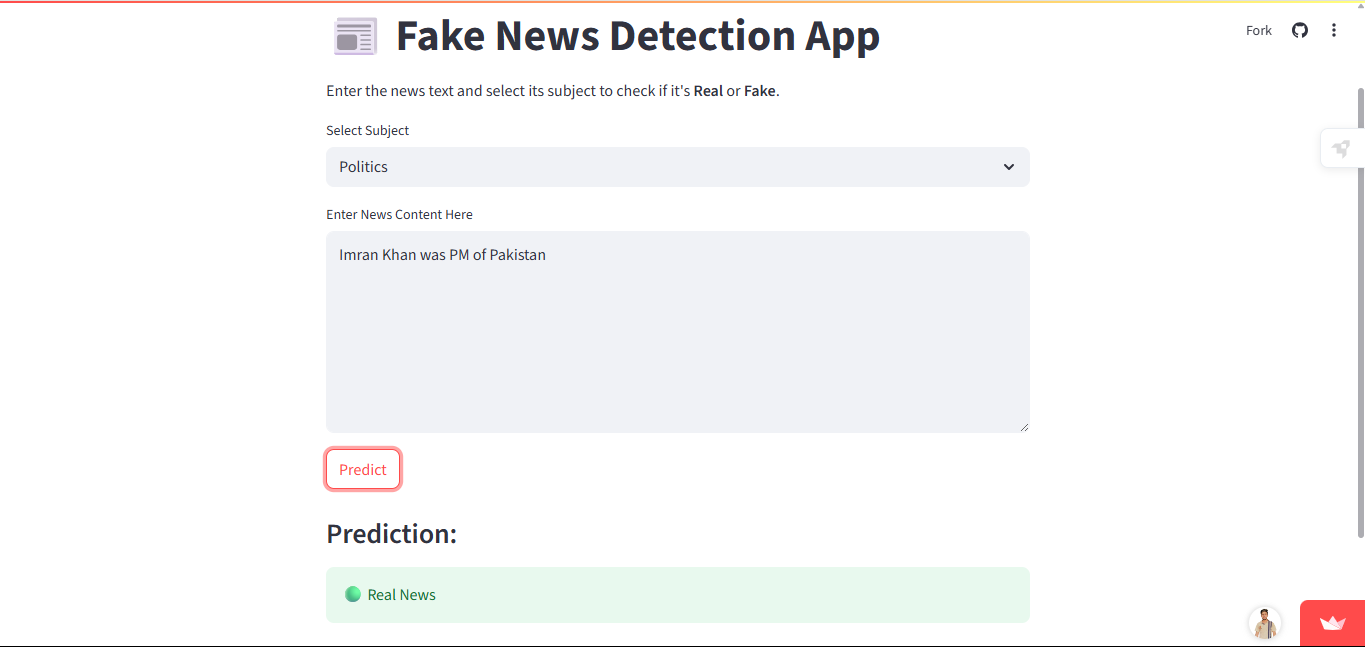 Fake News Detection App
Fork
Enter the news text and select its subject to check if it's Real or Fake.
Select Subject
Politics
Enter News Content Here
Imran Khan was PM of Pakistan
Predict
Prediction:
Real News